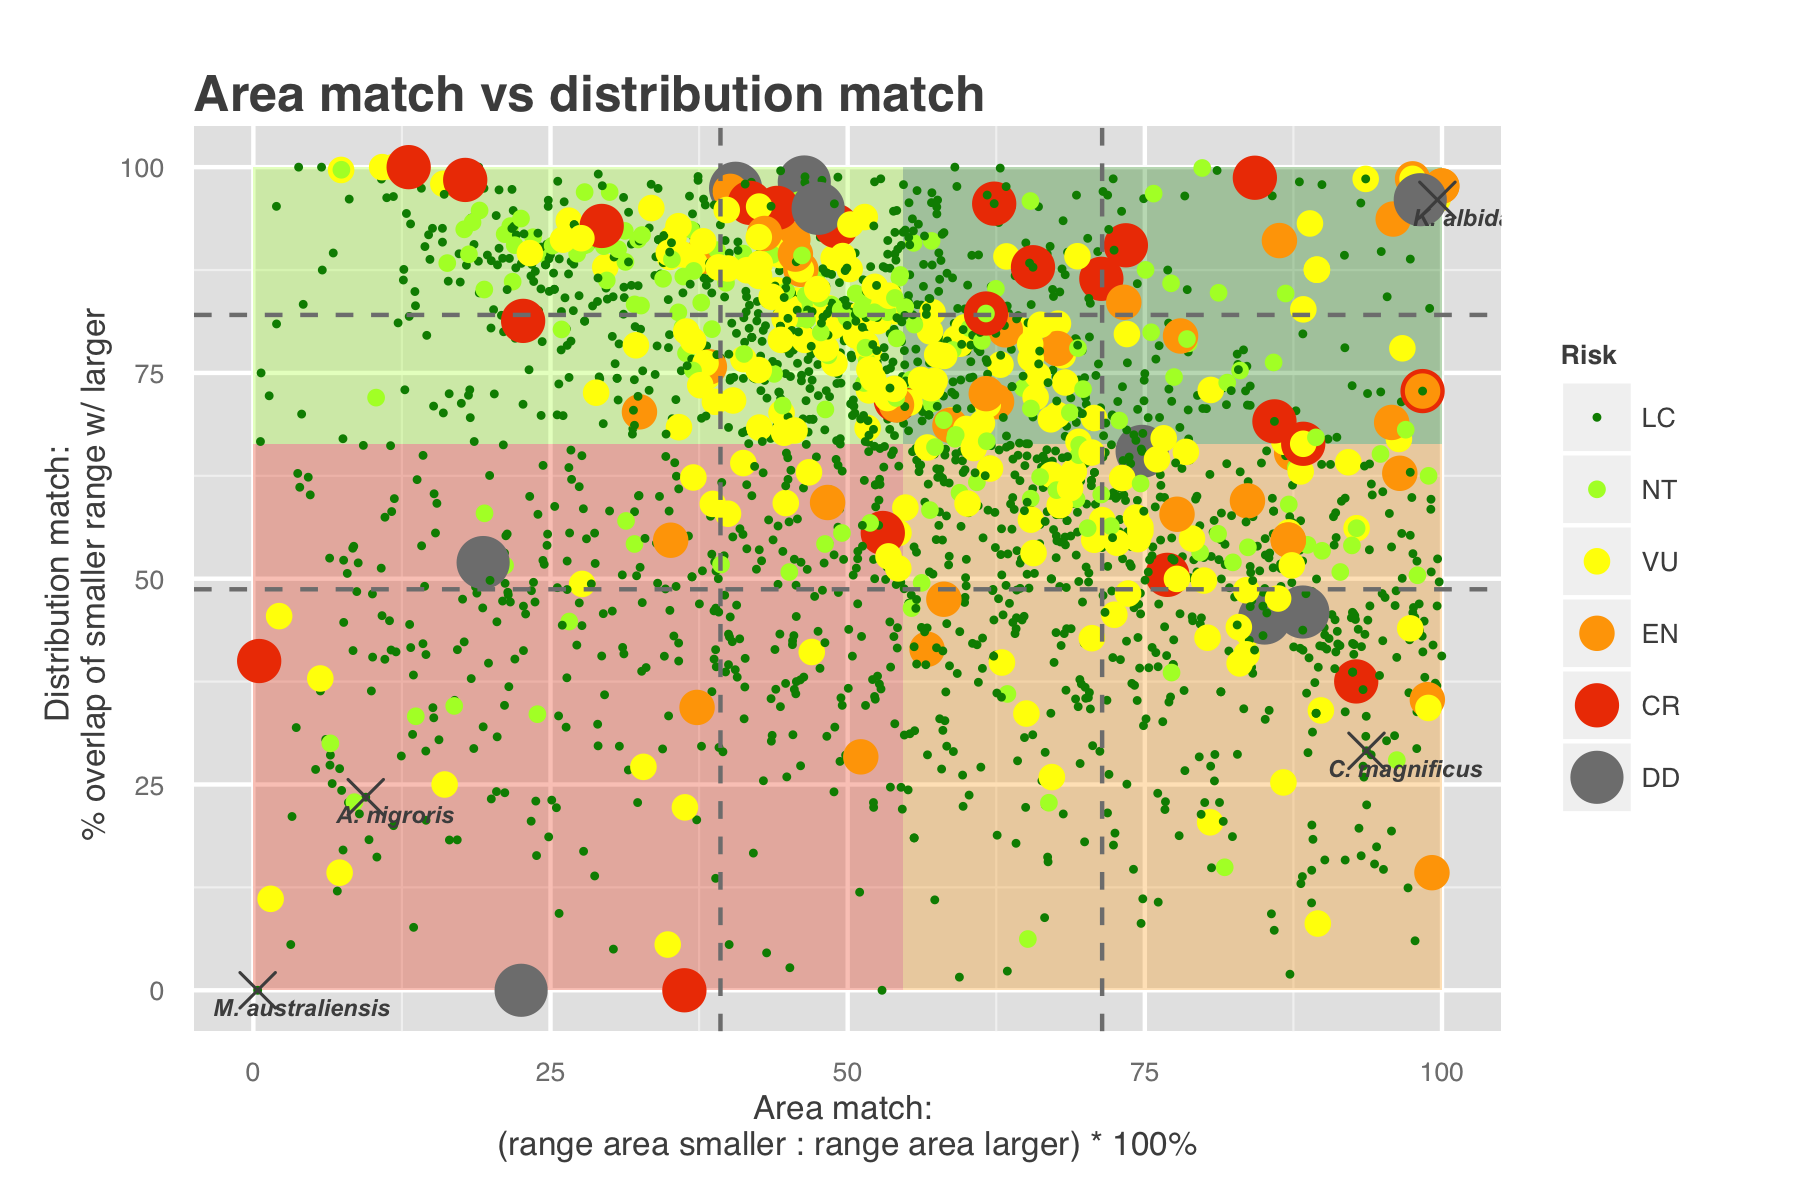 Area match vs distribution match
Distribution match:
% overlap of smaller range w/ larger
100
75
50
25
0
K. albida
C. magnificus
A. nigroris
M. australiensis
0
25
50
75
100
Area match:
(range area smaller : range area larger) * 100%
Risk
LC
NT
VU
EN
CR
DD